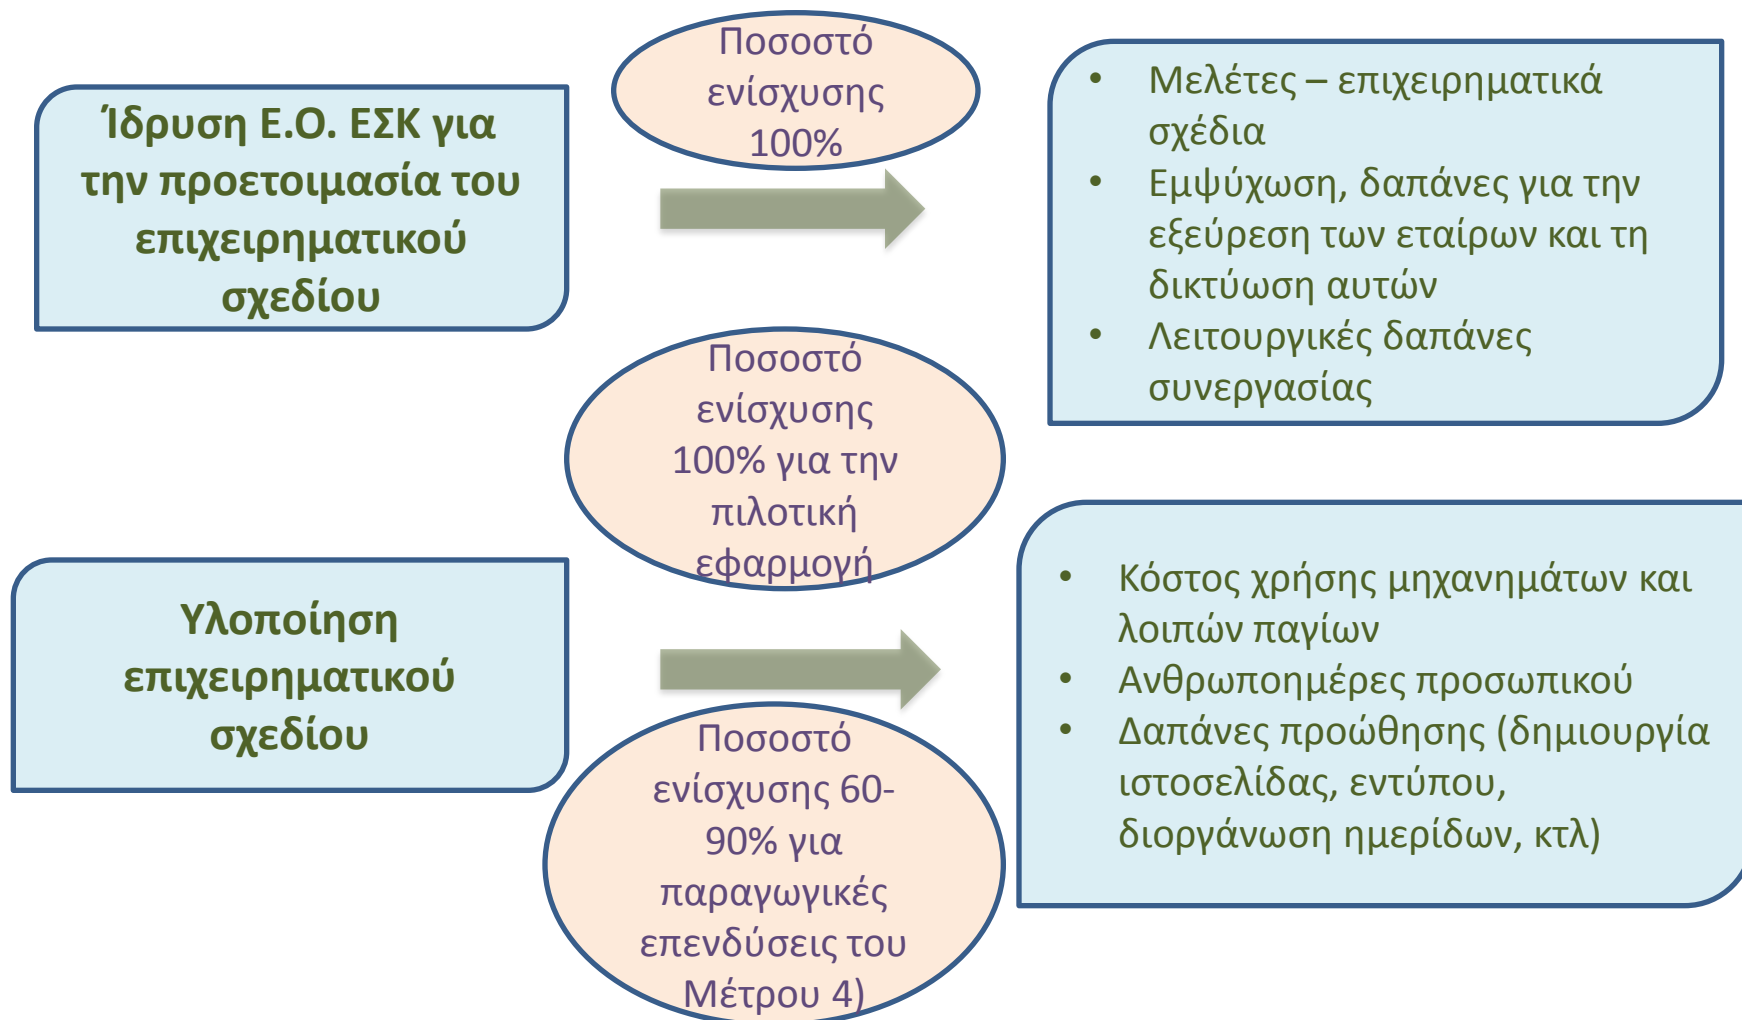 Ίδρυση Ε.Ο. ΕΣΚ για
την προετοιμασία του
επιχειρηματικού
σχεδίου
Ποσοστό
ενίσχυσης
100%
• Μελέτες – επιχειρηματικά
σχέδια
• Εμψύχωση, δαπάνες για την
εξεύρεση των εταίρων και τη
δικτύωση αυτών
• Λειτουργικές δαπάνες
συνεργασίας
Ποσοστό
ενίσχυσης
100% για την
πιλοτική
εφαρμογή
Υλοποίηση
επιχειρηματικού
σχεδίου
Ποσοστό
ενίσχυσης 60-
90% για
παραγωγικές
επενδύσεις του
Μέτρου 4)
• Κόστος χρήσης μηχανημάτων και
λοιπών παγίων
• Ανθρωποημέρες προσωπικού
• Δαπάνες προώθησης (δημιουργία
ιστοσελίδας, εντύπου,
διοργάνωση ημερίδων, κτλ)